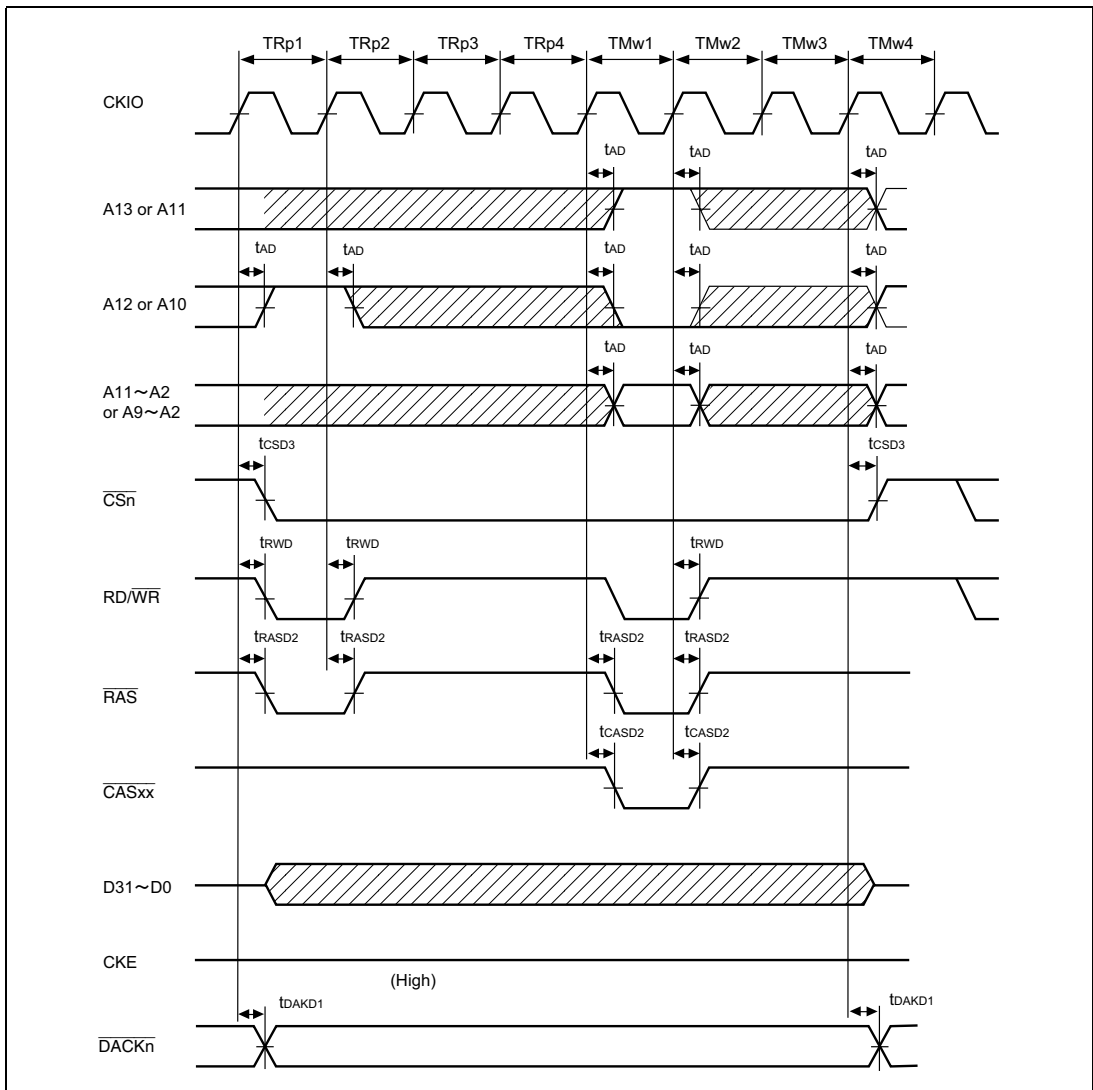 TRp1 TRp2 TRp3 TRp4 TMw1 TMw2 TMw3 TMw4
CKIO
tAD tAD tAD
A13 or A11
tAD tAD tAD tAD tAD
A12 or A10
tAD tAD tAD
A11～A2
or A9～A2
tCSD3 tCSD3
CSn
tRWD tRWD tRWD
RD/WR
tRASD2 tRASD2 tRASD2 tRASD2
RAS
tCASD2 tCASD2
CASxx
D31～D0
CKE
(High)
tDAKD1 tDAKD1
DACKn